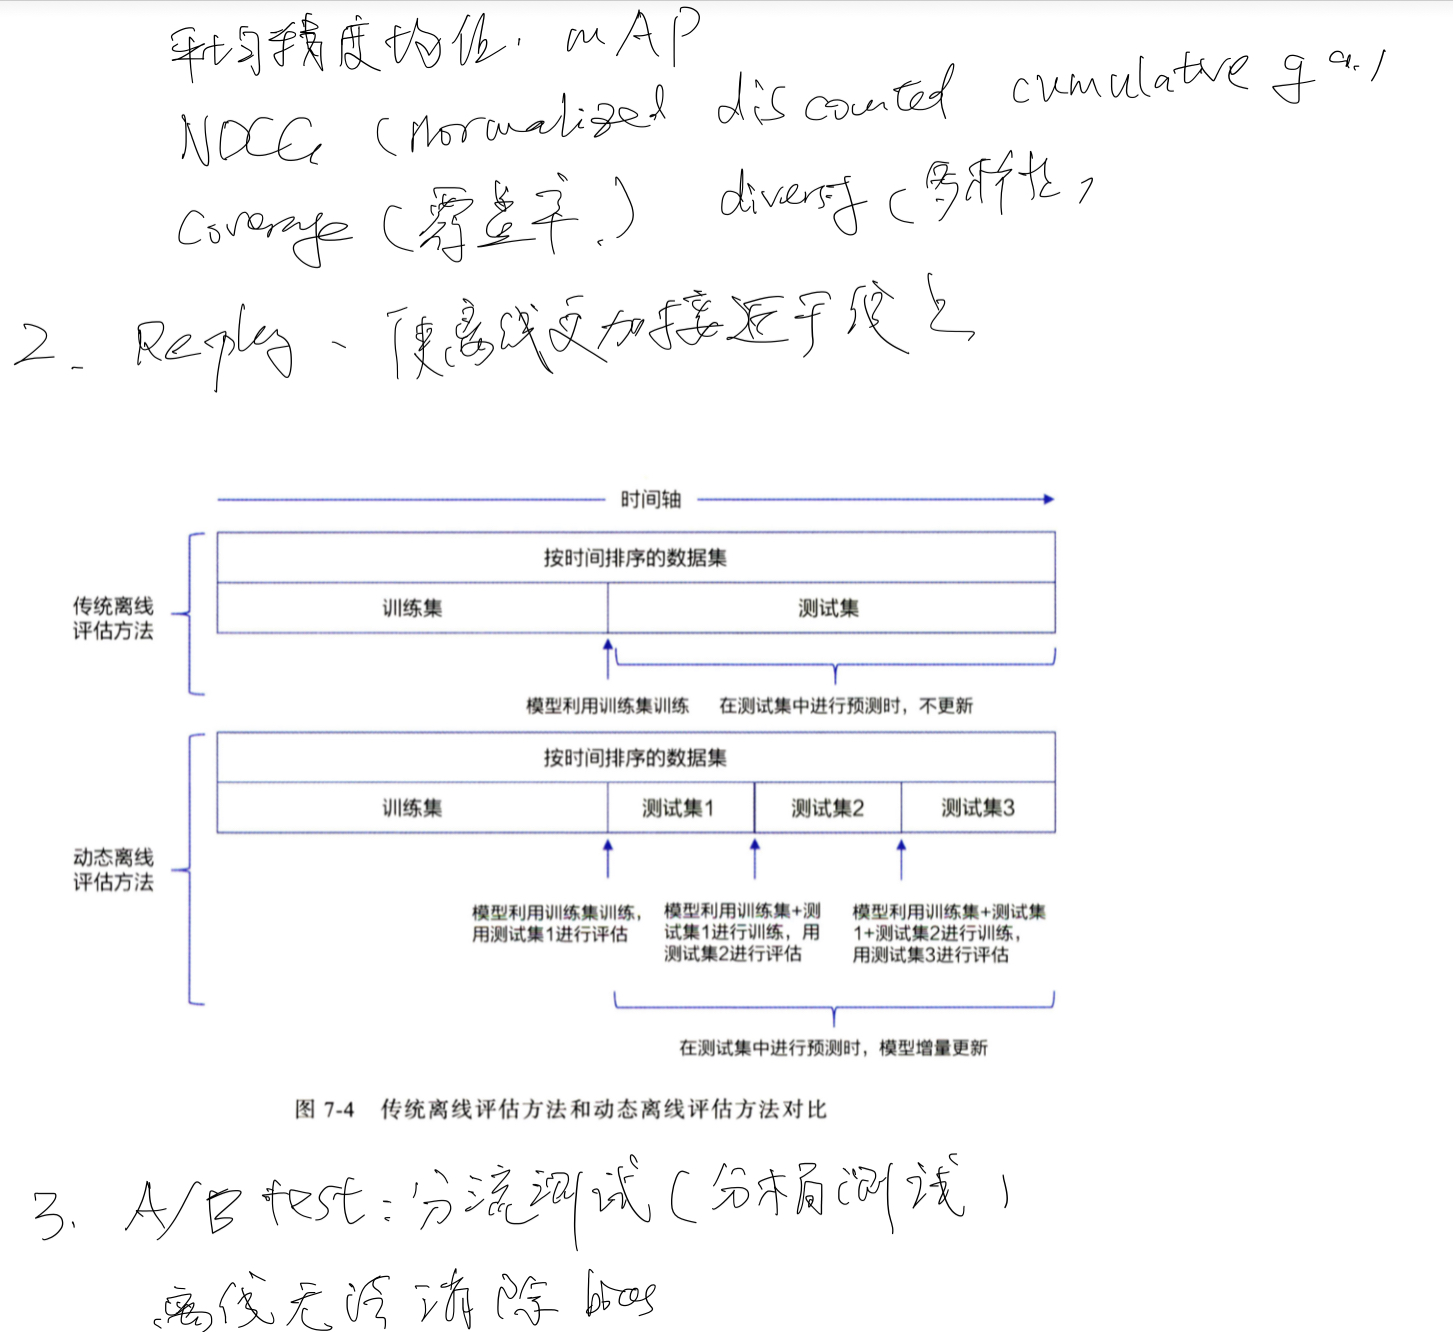 平均精度均值. mAP
NDCG (Normalized discounted cumulative gai
Coverage (覆盖率.) diversity (多样性)
2. Replay、使离线更加接近于线上
时间轴
按时间排序的数据集
传统离线
评估方法
训练集 测试集
模型利用训练集训练 在测试集中进行预测时，不更新
按时间排序的数据集
训练集 测试集1 测试集2 测试集3
动态离线
评估方法
模型利用训练集训练，
用测试集1进行评估
模型利用训练集+测
试集1进行训练，用
测试集2进行评估
模型利用训练集+测试集
1+测试集2进行训练，
用测试集3进行评估
在测试集中进行预测时，模型增量更新
图 7-4 传统离线评估方法和动态离线评估方法对比
3. A/B test: 分流测试 (分桶测试)
离线无法消除 bias